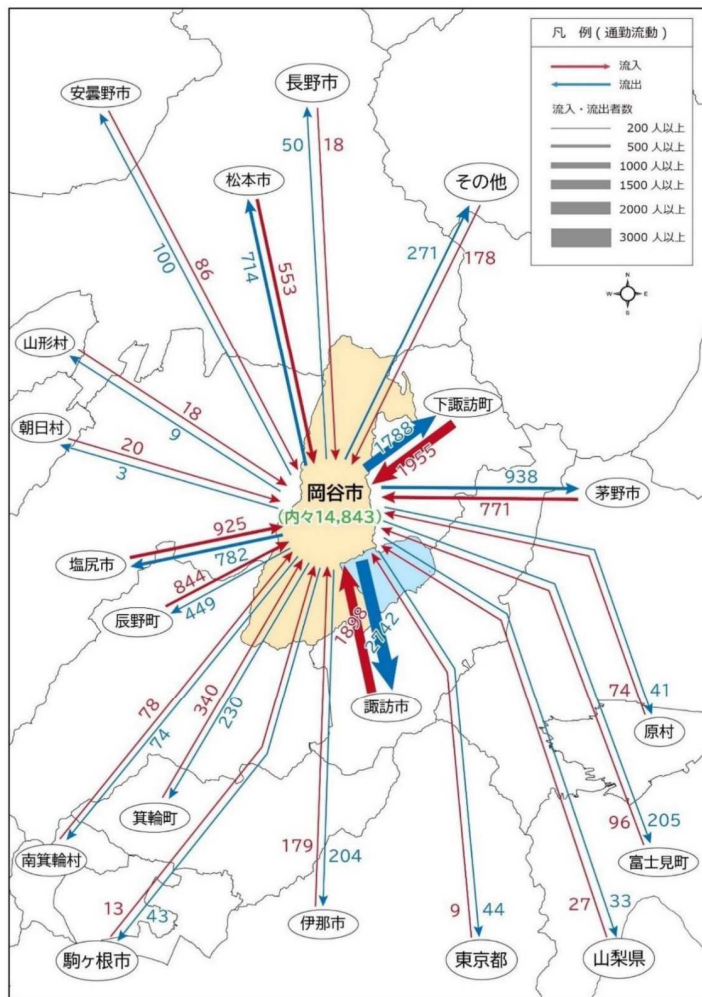 凡 例(通勤流動)
流入
流出
流入・流出者数
200 人以上
500 人以上
1000 人以上
1500 人以上
2000 人以上
3000 人以上
N
W E
S
安曇野市
長野市
松本市
その他
50 18
714 553
271 178
100 86
山形村
18
9
朝日村
20
3
下諏訪町
1788
1955
岡谷市
(内々14,843)
938
771
茅野市
925
782
塩尻市
844
449
辰野町
1898 2742
諏訪市
78
74
340
230
74 41
原村
箕輪町
南箕輪村
179 204
96 205
富士見町
13 43
伊那市
9 44
27 33
駒ヶ根市
東京都
山梨県